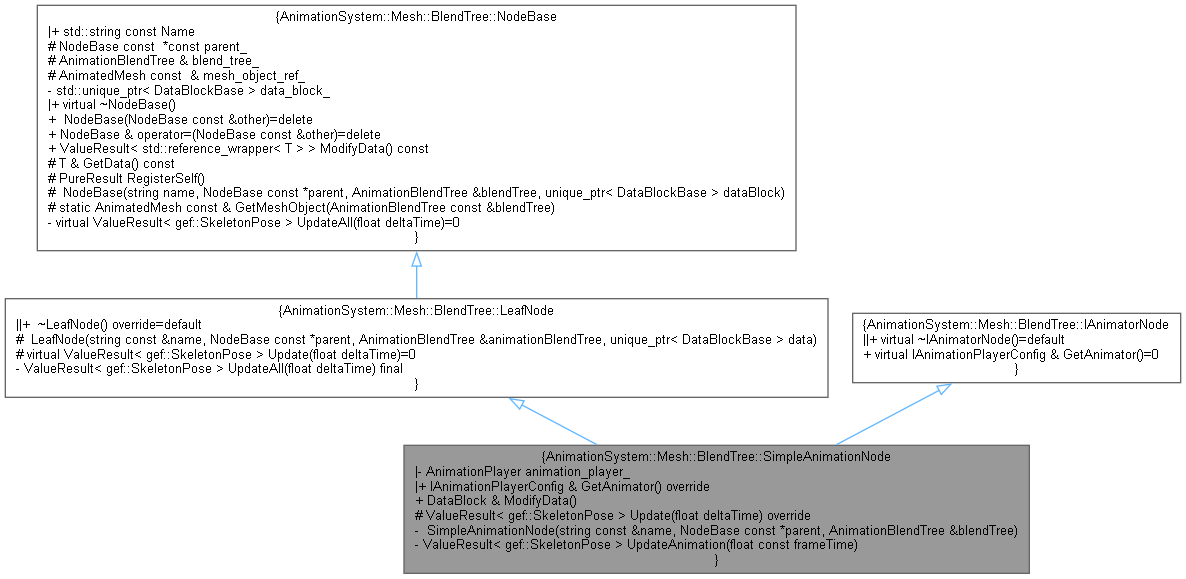 {AnimationSystem::Mesh::BlendTree::NodeBase
|+ std::string const Name
# NodeBase const  *const parent_
# AnimationBlendTree & blend_tree_
# AnimatedMesh const  & mesh_object_ref_
- std::unique_ptr< DataBlockBase > data_block_
|+ virtual ~NodeBase()
+  NodeBase(NodeBase const &other)=delete
+ NodeBase & operator=(NodeBase const &other)=delete
+ ValueResult< std::reference_wrapper< T > > ModifyData() const
# T & GetData() const
# PureResult RegisterSelf()
#  NodeBase(string name, NodeBase const *parent, AnimationBlendTree &blendTree, unique_ptr< DataBlockBase > dataBlock)
# static AnimatedMesh const & GetMeshObject(AnimationBlendTree const &blendTree)
- virtual ValueResult< gef::SkeletonPose > UpdateAll(float deltaTime)=0
}
{AnimationSystem::Mesh::BlendTree::LeafNode
||+  ~LeafNode() override=default
#  LeafNode(string const &name, NodeBase const *parent, AnimationBlendTree &animationBlendTree, unique_ptr< DataBlockBase > data)
# virtual ValueResult< gef::SkeletonPose > Update(float deltaTime)=0
- ValueResult< gef::SkeletonPose > UpdateAll(float deltaTime) final
}
{AnimationSystem::Mesh::BlendTree::IAnimatorNode
||+ virtual ~IAnimatorNode()=default
+ virtual IAnimationPlayerConfig & GetAnimator()=0
}
{AnimationSystem::Mesh::BlendTree::SimpleAnimationNode
|- AnimationPlayer animation_player_
|+ IAnimationPlayerConfig & GetAnimator() override
+ DataBlock & ModifyData()
# ValueResult< gef::SkeletonPose > Update(float deltaTime) override
-  SimpleAnimationNode(string const &name, NodeBase const *parent, AnimationBlendTree &blendTree)
- ValueResult< gef::SkeletonPose > UpdateAnimation(float const frameTime)
}